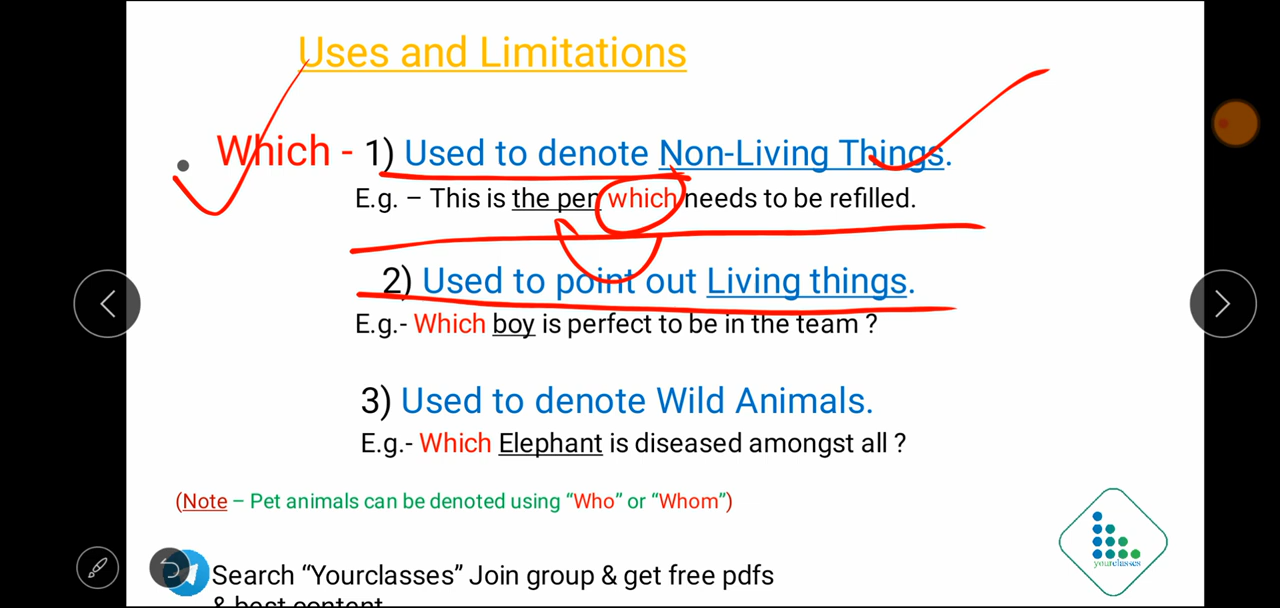 Uses and Limitations
• Which - 1) Used to denote Non-Living Things.
E.g. – This is the pen which needs to be refilled.
2) Used to point out Living things.
E.g.- Which boy is perfect to be in the team ?
3) Used to denote Wild Animals.
E.g.- Which Elephant is diseased amongst all ?
(Note – Pet animals can be denoted using “Who” or “Whom”)
yourclasses
Search “Yourclasses” Join group & get free pdfs
& best content